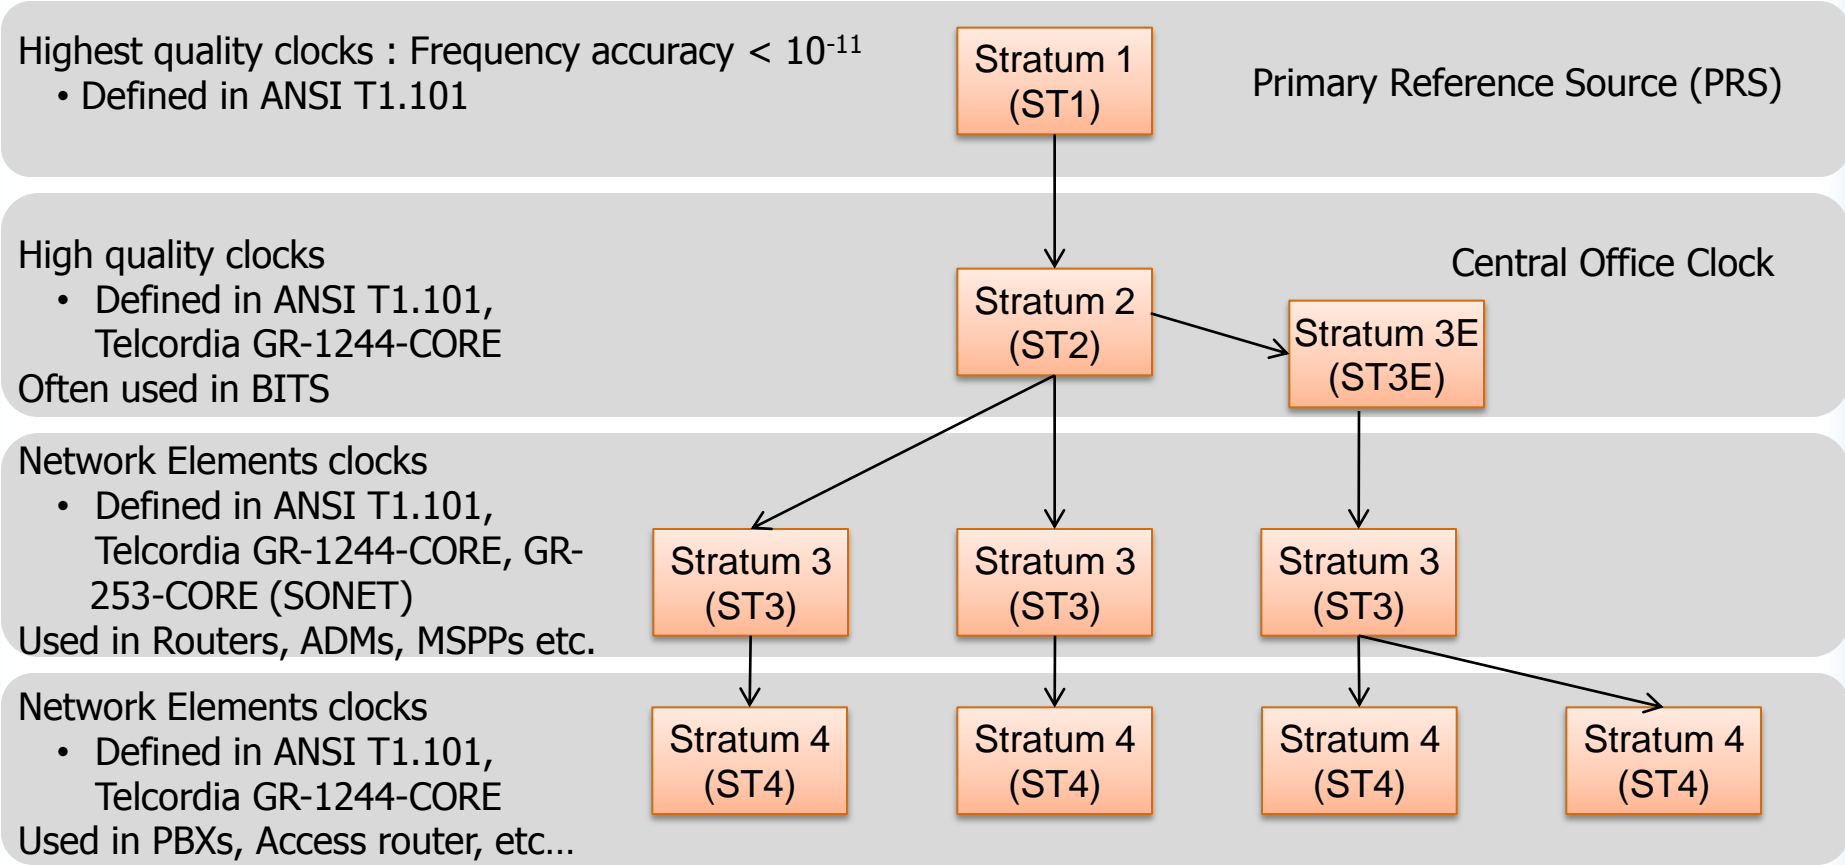 Highest quality clocks : Frequency accuracy < 10⁻¹¹
• Defined in ANSI T1.101
Stratum 1
(ST1)
Primary Reference Source (PRS)
High quality clocks
• Defined in ANSI T1.101,
Telcordia GR-1244-CORE
Often used in BITS
Stratum 2
(ST2)
Central Office Clock
Stratum 3E
(ST3E)
Network Elements clocks
• Defined in ANSI T1.101,
Telcordia GR-1244-CORE, GR-
253-CORE (SONET)
Used in Routers, ADMs, MSPPs etc.
Stratum 3
(ST3)
Stratum 3
(ST3)
Stratum 3
(ST3)
Network Elements clocks
• Defined in ANSI T1.101,
Telcordia GR-1244-CORE
Used in PBXs, Access router, etc...
Stratum 4
(ST4)
Stratum 4
(ST4)
Stratum 4
(ST4)
Stratum 4
(ST4)